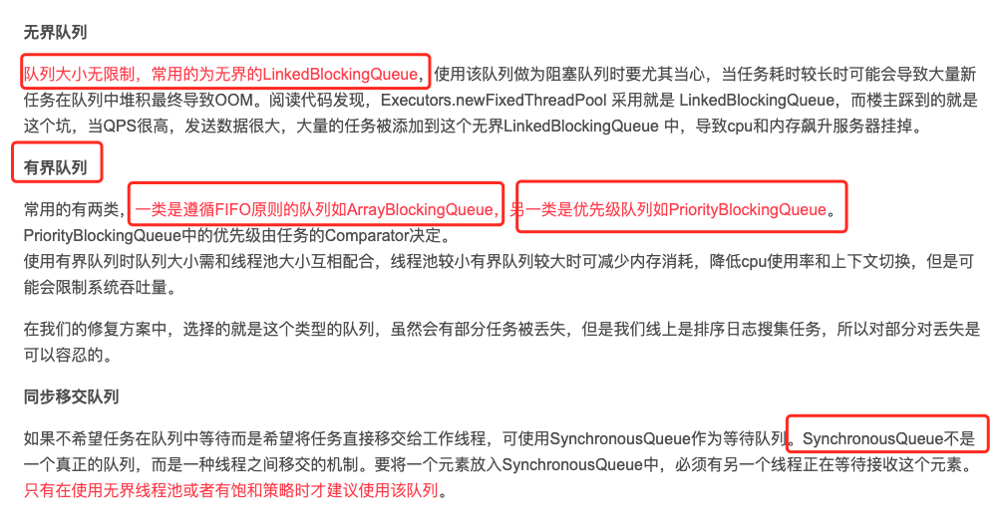 无界队列
队列大小无限制，常用的为无界的LinkedBlockingQueue，使用该队列做为阻塞队列时要尤其当心，当任务耗时较长时可能会导致大量新
任务在队列中堆积最终导致OOM。阅读代码发现，Executors.newFixedThreadPool 采用就是 LinkedBlockingQueue，而楼主踩到的就是
这个坑，当QPS很高，发送数据很大，大量的任务被添加到这个无界LinkedBlockingQueue 中，导致cpu和内存飙升服务器挂掉。
有界队列
常用的有两类，一类是遵循FIFO原则的队列如ArrayBlockingQueue，另一类是优先级队列如PriorityBlockingQueue。
PriorityBlockingQueue中的优先级由任务的Comparator决定。
使用有界队列时队列大小需和线程池大小互相配合，线程池较小有界队列较大时可减少内存消耗，降低cpu使用率和上下文切换，但是可
能会限制系统吞吐量。
在我们的修复方案中，选择的就是这个类型的队列，虽然会有部分任务被丢失，但是我们线上是排序日志搜集任务，所以对部分对丢失是
可以容忍的。
同步移交队列
如果不希望任务在队列中等待而是希望将任务直接移交给工作线程，可使用SynchronousQueue作为等待队列。SynchronousQueue不是
一个真正的队列，而是一种线程之间移交的机制。要将一个元素放入SynchronousQueue中，必须有另一个线程正在等待接收这个元素。
只有在使用无界线程池或者有饱和策略时才建议使用该队列。